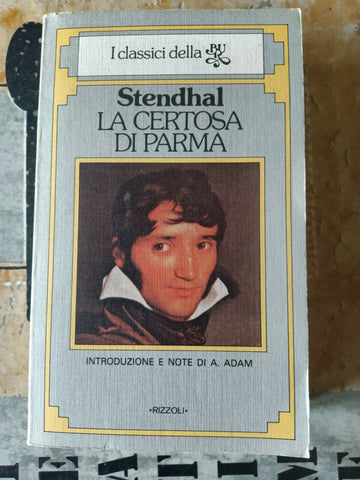 I classici della BUR
Stendhal
LA CERTOSA
DI PARMA
INTRODUZIONE E NOTE DI A. ADAM
•RIZZOLI•